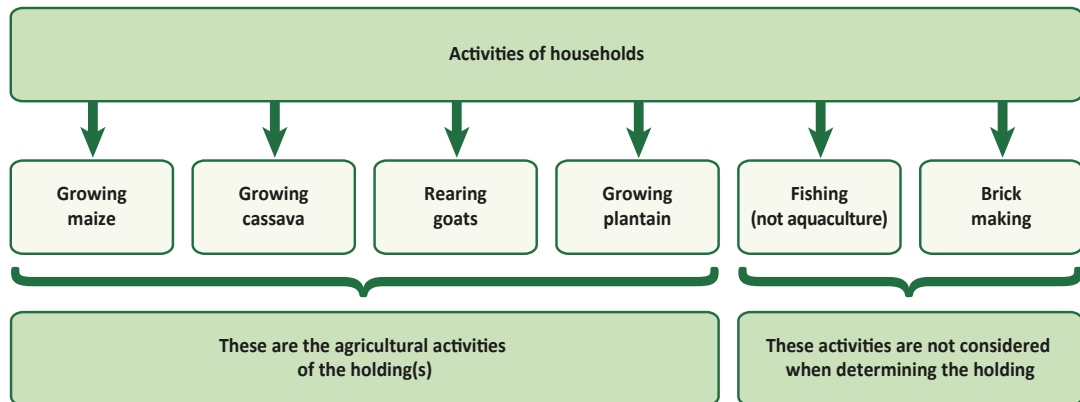 Activities of households
Growing
maize
Growing
cassava
Rearing
goats
Growing
plantain
Fishing
(not aquaculture)
Brick
making
These are the agricultural activities
of the holding(s)
These activities are not considered
when determining the holding